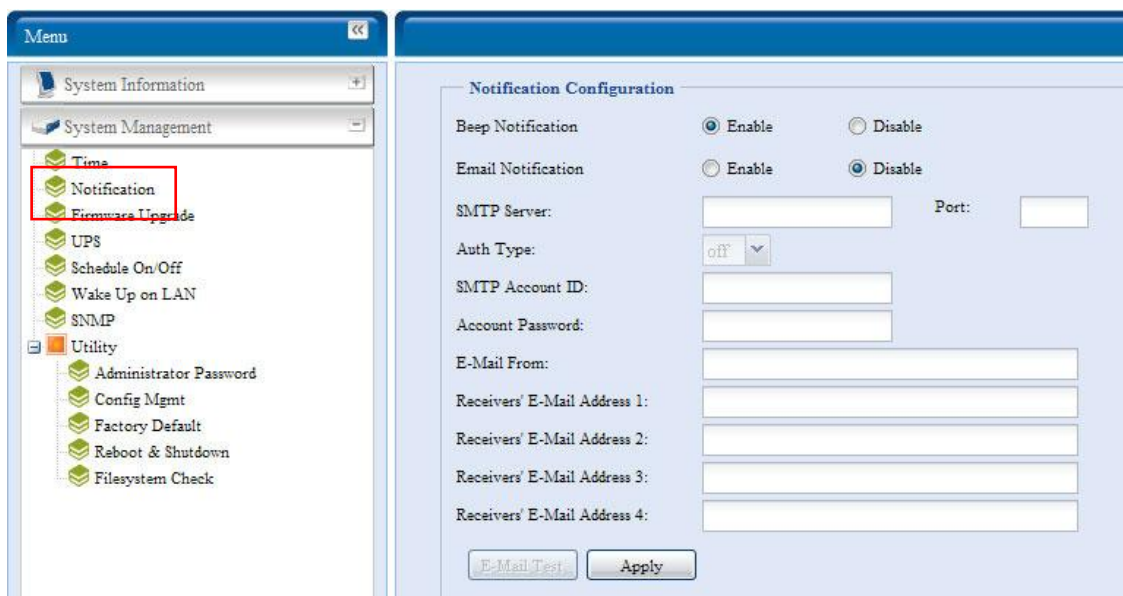 Menu
System Information
System Management
Time
Notification
Firmware Upgrade
UPS
Schedule On/Off
Wake Up on LAN
SNMP
Utility
Administrator Password
Config Mgmt
Factory Default
Reboot & Shutdown
Filesystem Check
Notification Configuration
Beep Notification Enable Disable
Email Notification Enable Disable
SMTP Server: Port:
Auth Type: off
SMTP Account ID:
Account Password:
E-Mail From:
Receivers' E-Mail Address 1:
Receivers' E-Mail Address 2:
Receivers' E-Mail Address 3:
Receivers' E-Mail Address 4:
E-Mail Test Apply